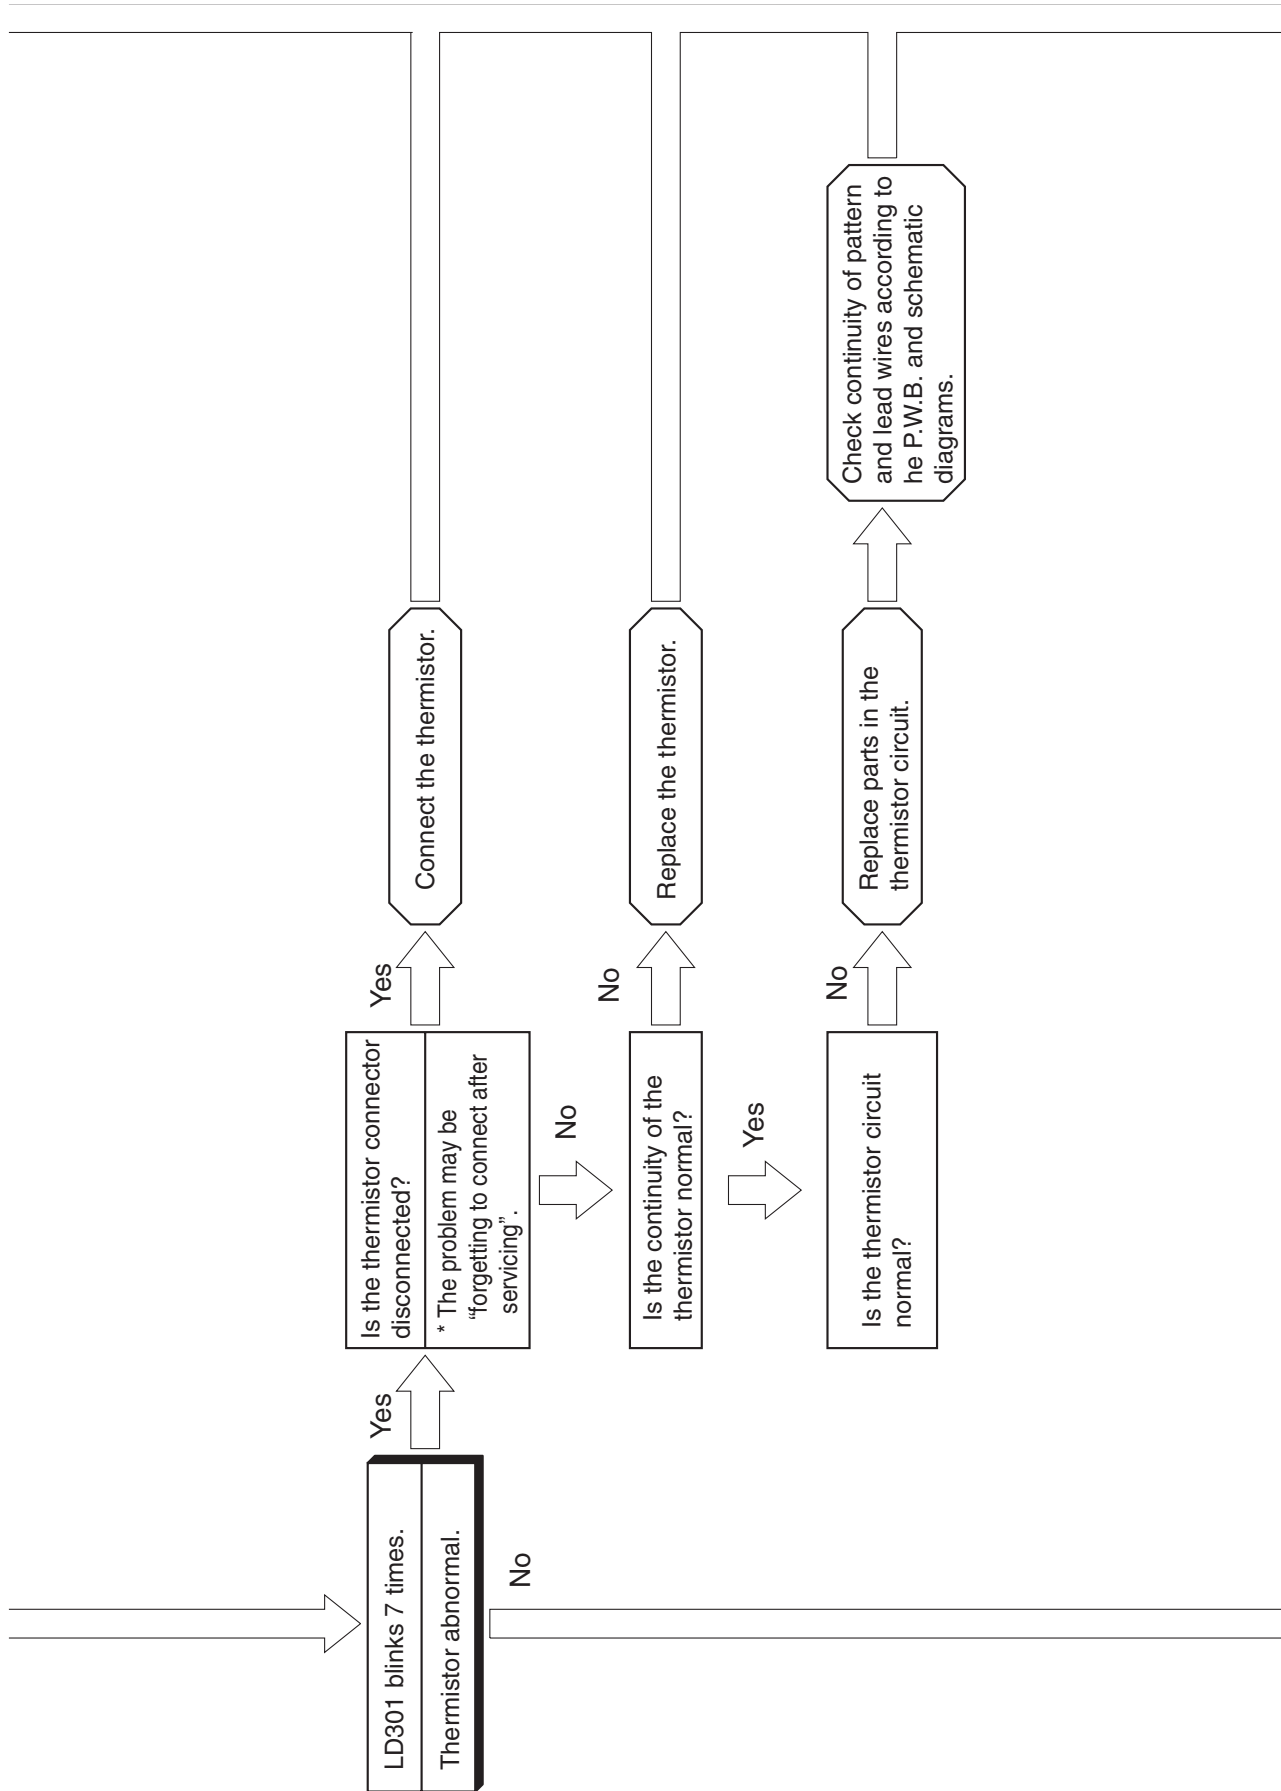 LD301 blinks 7 times.
Thermistor abnormal.
Yes
No
Is the thermistor connector
disconnected?
* The problem may be
“forgetting to connect after
servicing”.
Yes
Connect the thermistor.
No
Is the continuity of the
thermistor normal?
No
Replace the thermistor.
Yes
Is the thermistor circuit
normal?
No
Replace parts in the
thermistor circuit.
Check continuity of pattern
and lead wires according to
he P.W.B. and schematic
diagrams.